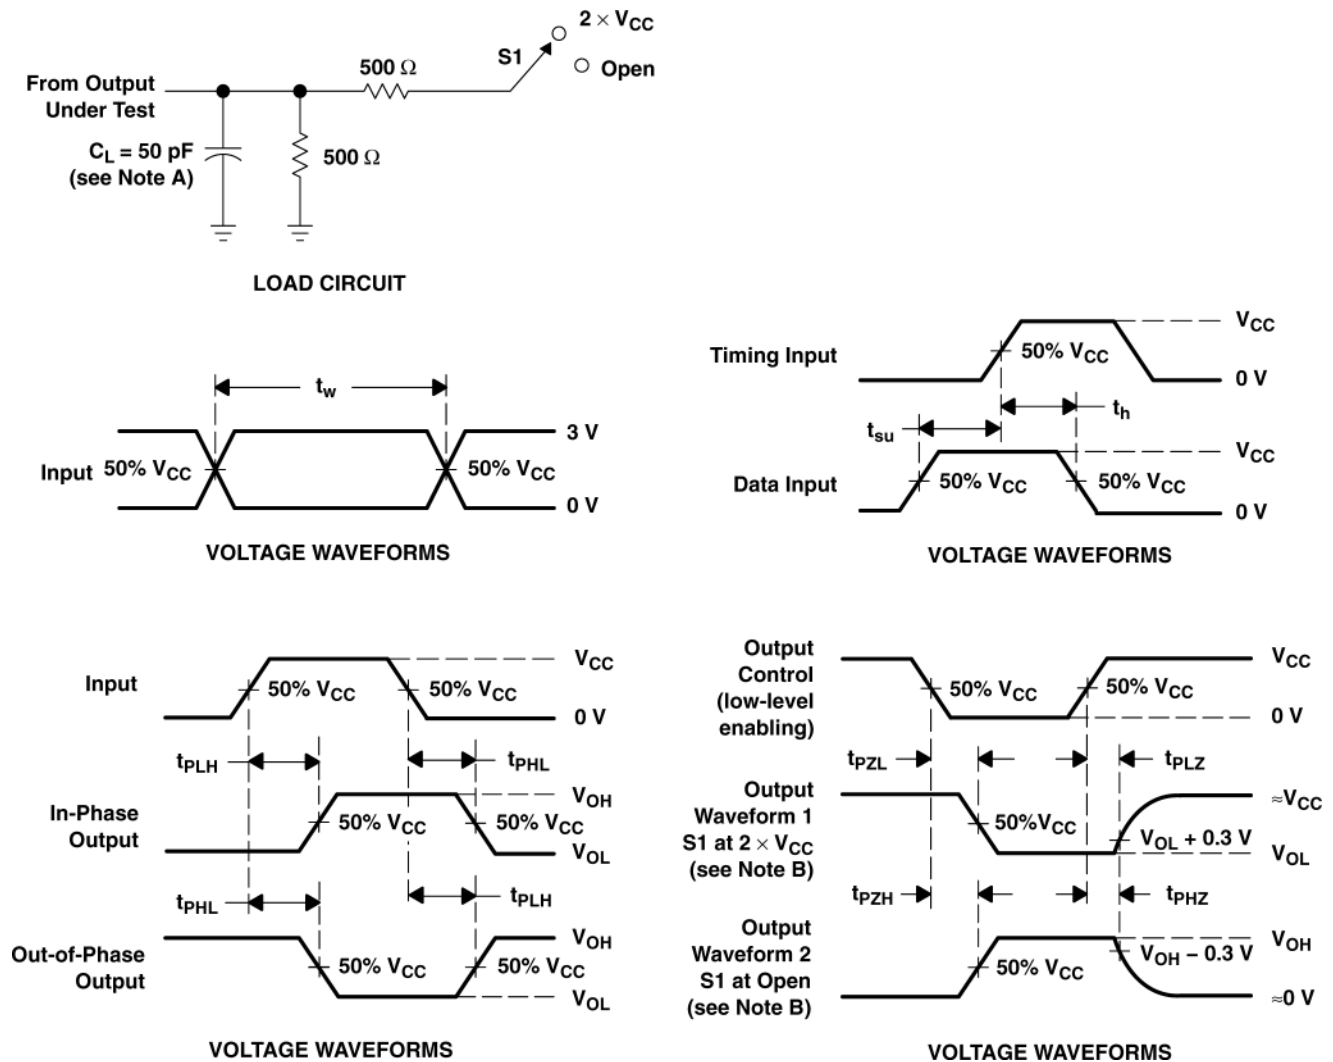 2 × VCC
S1
Open
500 Ω
From Output
Under Test
CL = 50 pF
(see Note A)
500 Ω
LOAD CIRCUIT
tw
3 V
Input
50% VCC
50% VCC
0 V
VOLTAGE WAVEFORMS
VCC
Timing Input
50% VCC
0 V
th
tsu
VCC
Data Input
50% VCC
50% VCC
0 V
VOLTAGE WAVEFORMS
VCC
Input
50% VCC
50% VCC
0 V
tPLH
tPHL
VOH
In-Phase
Output
50% VCC
50% VCC
VOL
tPHL
tPLH
VOH
Out-of-Phase
Output
50% VCC
50% VCC
VOL
VOLTAGE WAVEFORMS
Output
Control
(low-level
enabling)
VCC
50% VCC
50% VCC
0 V
tPZL
tPLZ
Output
Waveform 1
S1 at 2 × VCC
(see Note B)
≈VCC
50%VCC
VOL + 0.3 V
VOL
tPZH
tPHZ
Output
Waveform 2
S1 at Open
(see Note B)
VOH
VOH − 0.3 V
50% VCC
≈0 V
VOLTAGE WAVEFORMS